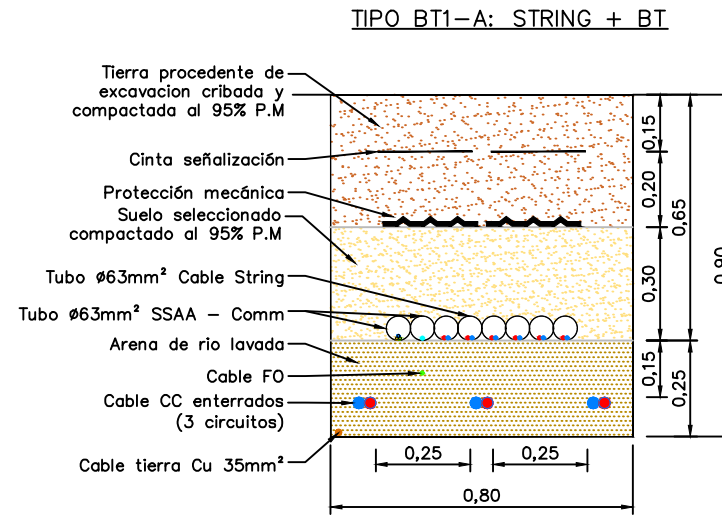 TIPO BT1-A: STRING + BT
Tierra procedente de
excavacion cribada y
compactada al 95% P.M
Cinta señalización
Protección mecánica
Suelo seleccionado
compactado al 95% P.M
Tubo ø63mm² Cable String
Tubo ø63mm² SSAA - Comm
Arena de rio lavada
Cable FO
Cable CC enterrados
(3 circuitos)
Cable tierra Cu 35mm²
0,15
0,20
0,65
0,30
0,90
0,15
0,25
0,25
0,25
0,80